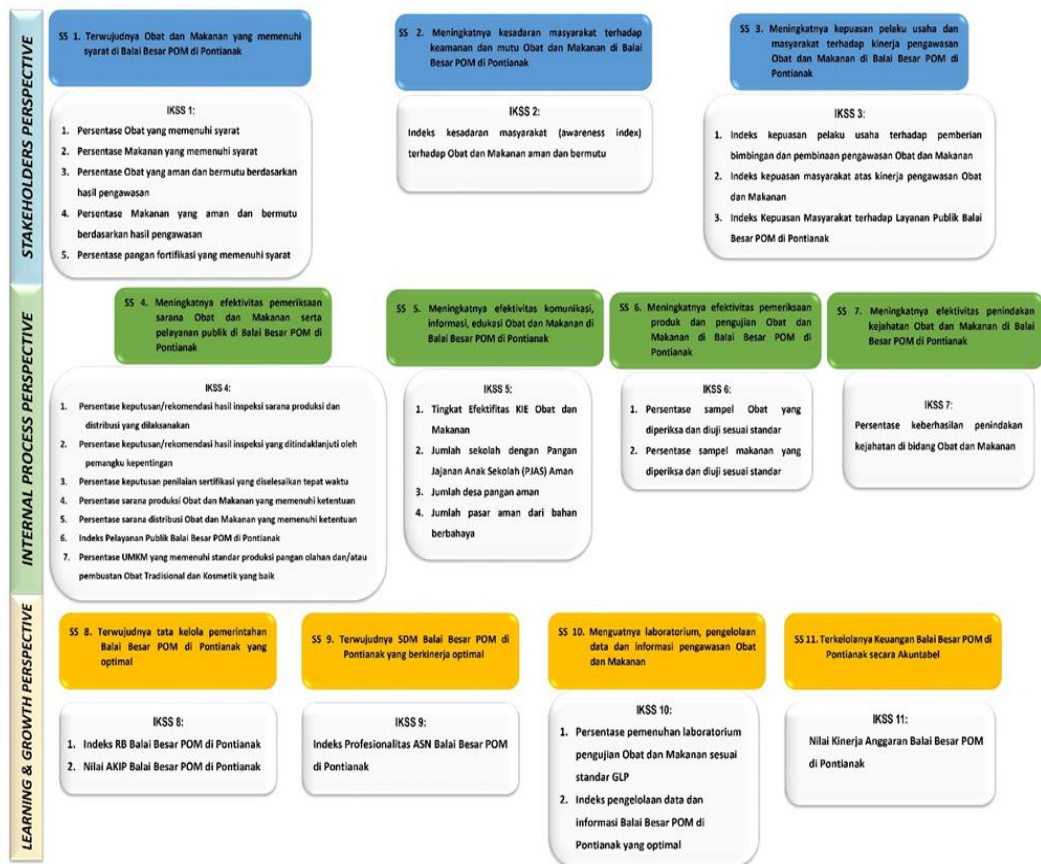 STAKEHOLDERS PERSPECTIVE
SS 1. Terwujudnya Obat dan Makanan yang memenuhi
syarat di Balai Besar POM di Pontianak
SS 2. Meningkatnya kesadaran masyarakat terhadap
keamanan dan mutu Obat dan Makanan di Balai
Besar POM di Pontianak
SS 3. Meningkatnya kepuasan pelaku usaha dan
masyarakat terhadap kinerja pengawasan
Obat dan Makanan di Balai Besar POM di
Pontianak
IKSS 1:
1. Persentase Obat yang memenuhi syarat
2. Persentase Makanan yang memenuhi syarat
3. Persentase Obat yang aman dan bermutu berdasarkan
hasil pengawasan
4. Persentase Makanan yang aman dan bermutu
berdasarkan hasil pengawasan
5. Persentase pangan fortifikasi yang memenuhi syarat
IKSS 2:
Indeks kesadaran masyarakat (awareness index)
terhadap Obat dan Makanan aman dan bermutu
IKSS 3:
1. Indeks kepuasan pelaku usaha terhadap pemberian
bimbingan dan pembinaan pengawasan Obat dan Makanan
2. Indeks kepuasan masyarakat atas kinerja pengawasan Obat
dan Makanan
3. Indeks Kepuasan Masyarakat terhadap Layanan Publik Balai
Besar POM di Pontianak
INTERNAL PROCESS PERSPECTIVE
SS 4. Meningkatnya efektivitas pemeriksaan
sarana Obat dan Makanan serta
pelayanan publik di Balai Besar POM di
Pontianak
SS 5. Meningkatnya efektivitas komunikasi,
informasi, edukasi Obat dan Makanan di
Balai Besar POM di Pontianak
SS 6. Meningkatnya efektivitas pemeriksaan
produk dan pengujian Obat dan
Makanan di Balai Besar POM di
Pontianak
SS 7. Meningkatnya efektivitas penindakan
kejahatan Obat dan Makanan di Balai
Besar POM di Pontianak
IKSS 4:
1. Persentase keputusan/rekomendasi hasil inspeksi sarana produksi dan
distribusi yang dilaksanakan
2. Persentase keputusan/rekomendasi hasil inspeksi yang ditindaklanjuti oleh
pemangku kepentingan
3. Persentase keputusan penilaian sertifikasi yang diselesaikan tepat waktu
4. Persentase sarana produksi Obat dan Makanan yang memenuhi ketentuan
5. Persentase sarana distribusi Obat dan Makanan yang memenuhi ketentuan
6. Indeks Pelayanan Publik Balai Besar POM di Pontianak
7. Persentase UMKM yang memenuhi standar produksi pangan olahan dan/atau
pembuatan Obat Tradisional dan Kosmetik yang baik
IKSS 5:
1. Tingkat Efektifitas KIE Obat dan
Makanan
2. Jumlah sekolah dengan Pangan
Jajanan Anak Sekolah (PJAS) Aman
3. Jumlah desa pangan aman
4. Jumlah pasar aman dari bahan
berbahaya
IKSS 6:
1. Persentase sampel Obat yang
diperiksa dan diuji sesuai standar
2. Persentase sampel makanan yang
diperiksa dan diuji sesuai standar
IKSS 7:
Persentase keberhasilan penindakan
kejahatan di bidang Obat dan Makanan
LEARNING & GROWTH PERSPECTIVE
SS 8. Terwujudnya tata kelola pemerintahan
Balai Besar POM di Pontianak yang
optimal
SS 9. Terwujudnya SDM Balai Besar POM di
Pontianak yang berkinerja optimal
SS 10. Menguatnya laboratorium, pengelolaan
data dan informasi pengawasan Obat
dan Makanan
SS 11. Terkelolanya Keuangan Balai Besar POM di
Pontianak secara Akuntabel
IKSS 8:
1. Indeks RB Balai Besar POM di Pontianak
2. Nilai AKIP Balai Besar POM di Pontianak
IKSS 9:
Indeks Profesionalitas ASN Balai Besar POM
di Pontianak
IKSS 10:
1. Persentase pemenuhan laboratorium
pengujian Obat dan Makanan sesuai
standar GLP
2. Indeks pengelolaan data dan
informasi Balai Besar POM di
Pontianak yang optimal
IKSS 11:
Nilai Kinerja Anggaran Balai Besar POM
di Pontianak